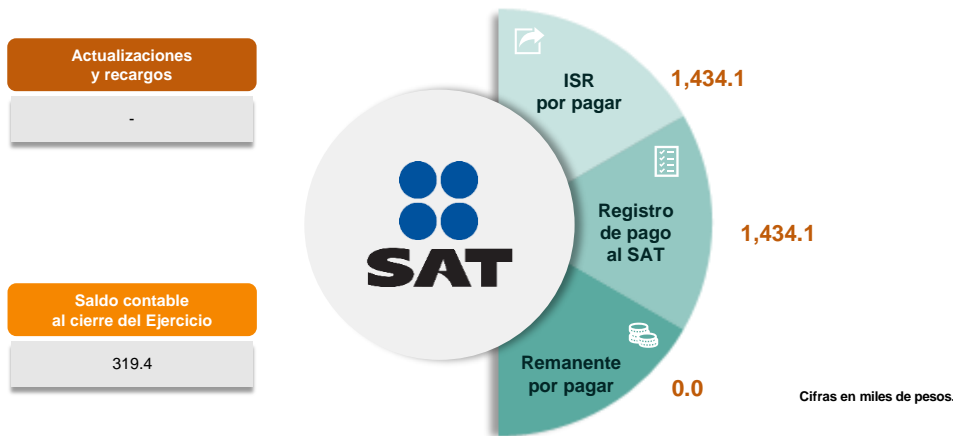 Actualizaciones
y recargos
-
Saldo contable
al cierre del Ejercicio
319.4
SAT
ISR
por pagar
1,434.1
Registro
de pago
al SAT
1,434.1
Remanente
por pagar
0.0
Cifras en miles de pesos.